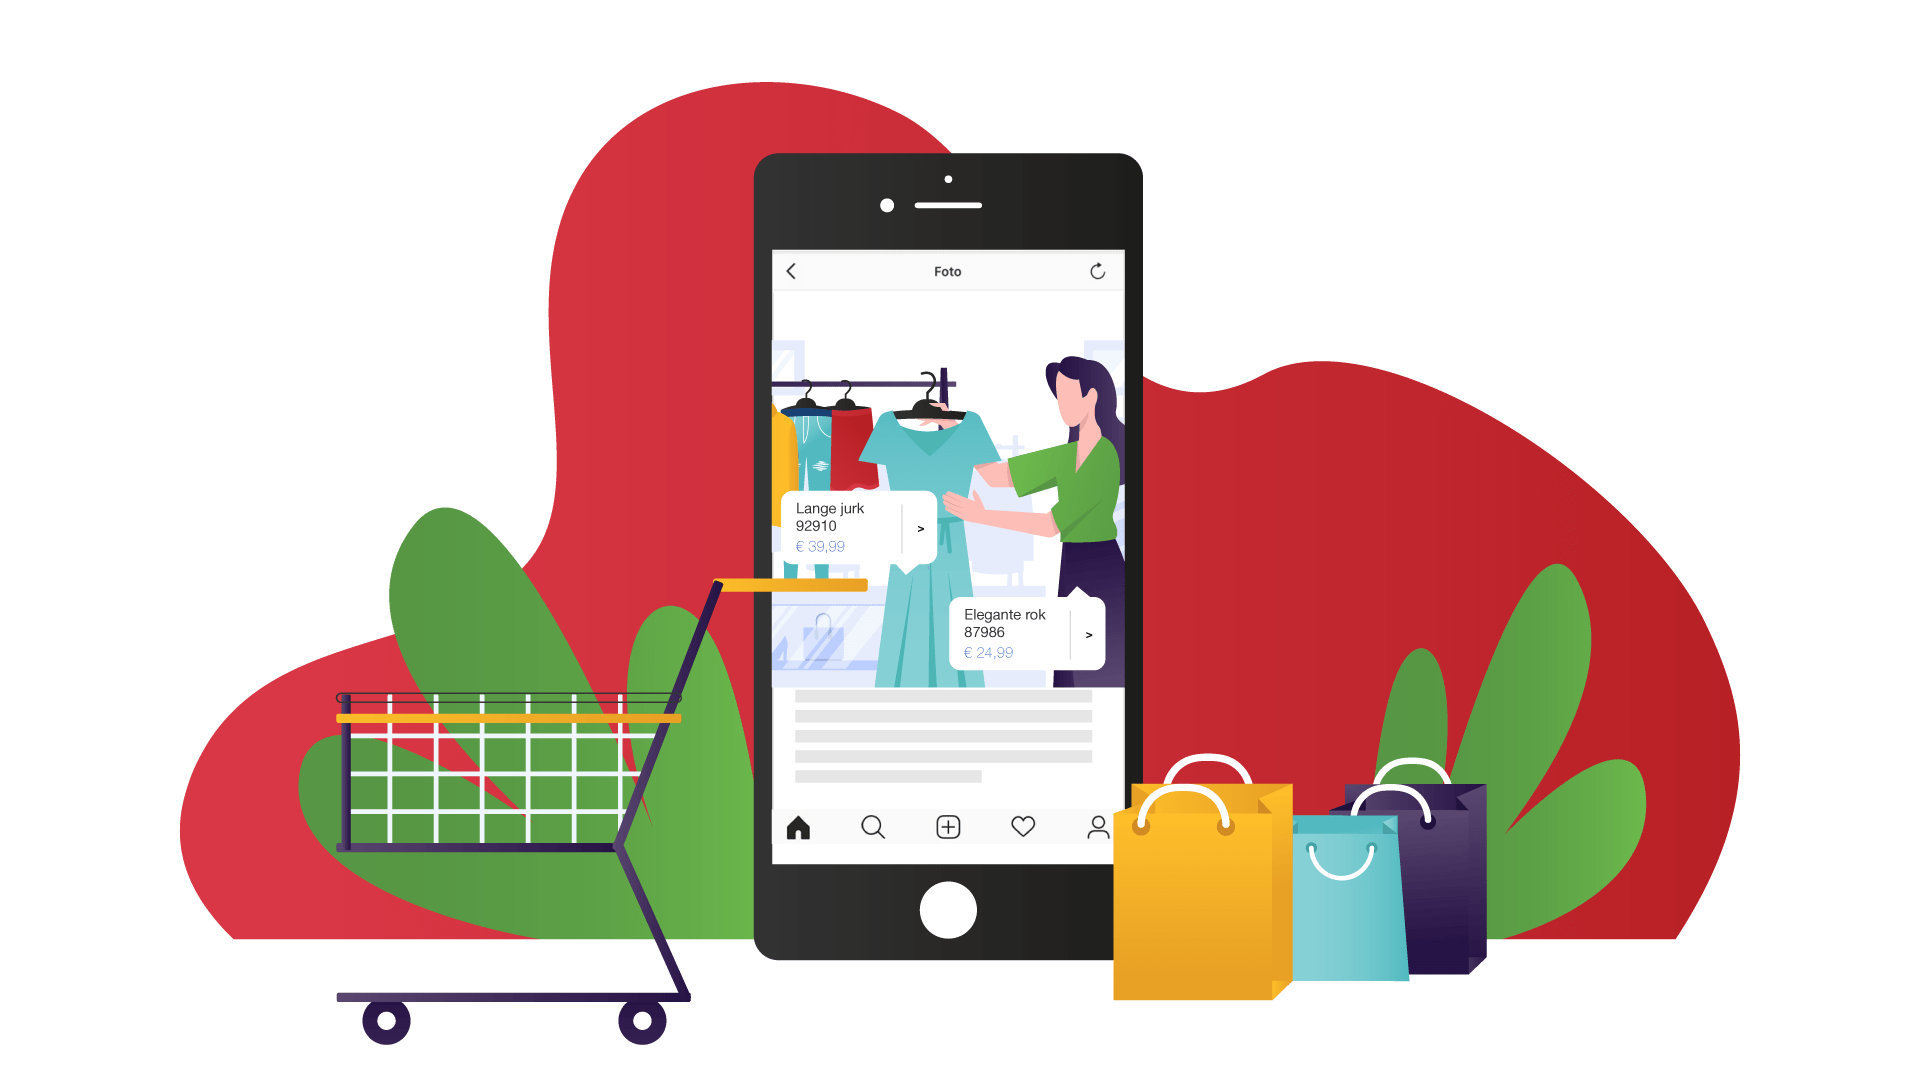 Foto
Lange jurk
92910
€ 39,99
>
Elegante rok
87986
€ 24,99
>